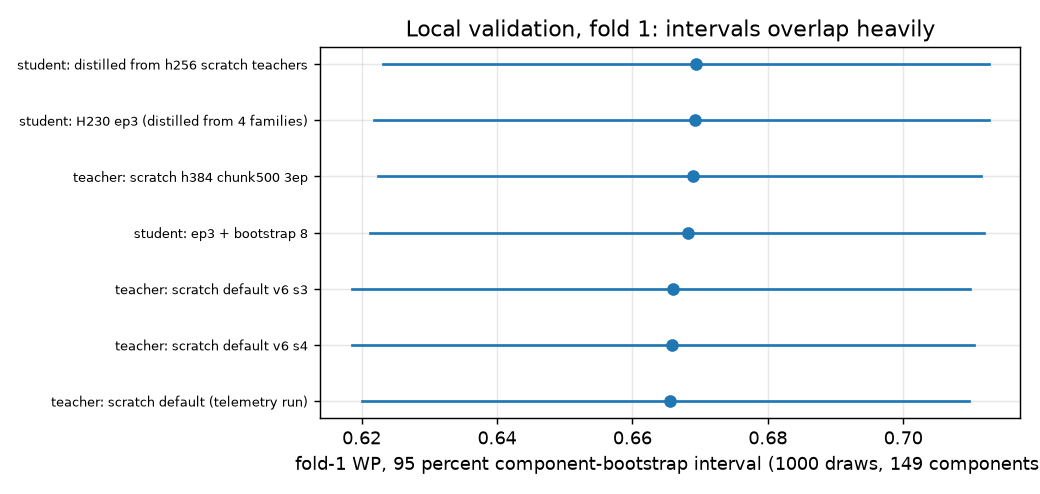 Local validation, fold 1: intervals overlap heavily
student: distilled from h256 scratch teachers
student: H230 ep3 (distilled from 4 families)
teacher: scratch h384 chunk500 3ep
student: ep3 + bootstrap 8
teacher: scratch default v6 s3
teacher: scratch default v6 s4
teacher: scratch default (telemetry run)
0.62 0.64 0.66 0.68 0.70
fold-1 WP, 95 percent component-bootstrap interval (1000 draws, 149 components